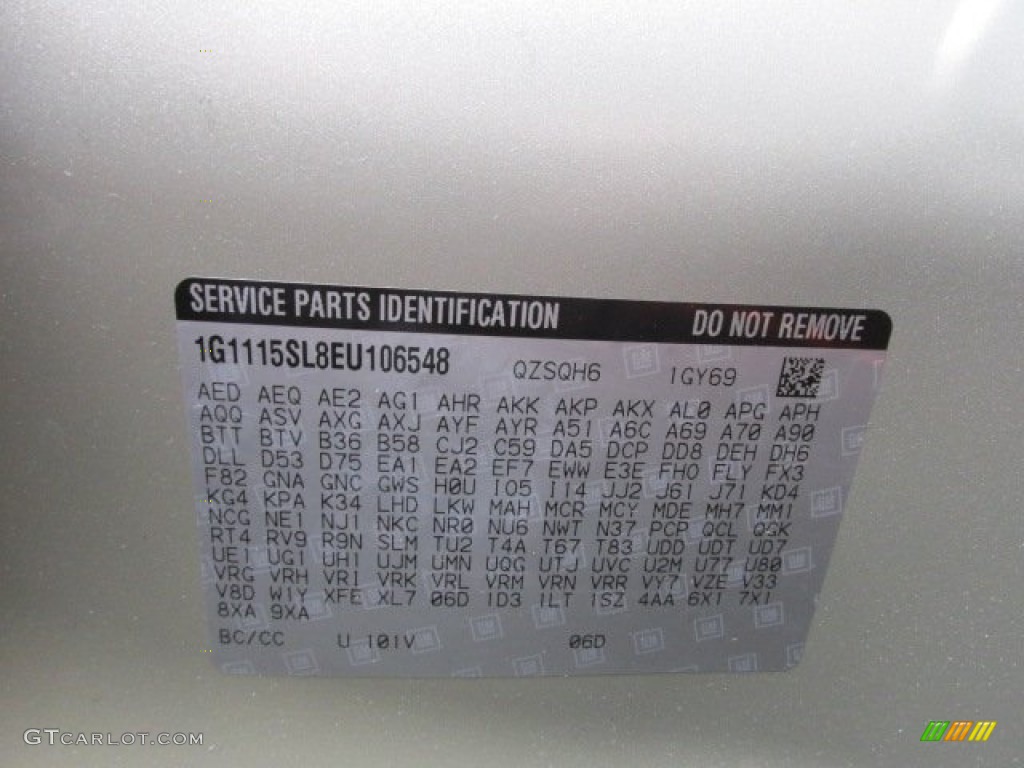 SERVICE PARTS IDENTIFICATION DO NOT REMOVE
1G1115SL8EU106548 QZSQH6 1GY69
AED AEQ AE2 AG1 AHR AKK AKP AKX AL0 APG APH
AQQ ASV AXG AXJ AYF AYR A51 A6C A69 A70 A90
BTT BTV B36 B58 CJ2 C59 DA5 DCP DD8 DEH DH6
DLL D53 D75 EA1 EA2 EF7 EWW E3E FHO FLY FX3
F82 GNA GNC GWS H0U I05 I14 JJ2 J61 J71 KD4
KG4 KPA K34 LHD LKW MAH MCR MCY MDE MH7 MM1
NCG NE1 NJ1 NKC NR0 NU6 NWT N37 PCP QCL QGK
RT4 RV9 R9N SLM TU2 T4A T67 T83 UDD UDT UD7
UE1 UG1 UH1 UJM UMN UQG UTJ UVC U2M U77 U80
VRG VRH VR1 VRK VRL VRM VRN VRR VY7 VZE V33
V8D W1Y XFE XL7 06D 1D3 1LT 1SZ 4AA 6X1 7X1
8XA 9XA
BC/CC U 101V 06D
GTCARLOT.COM